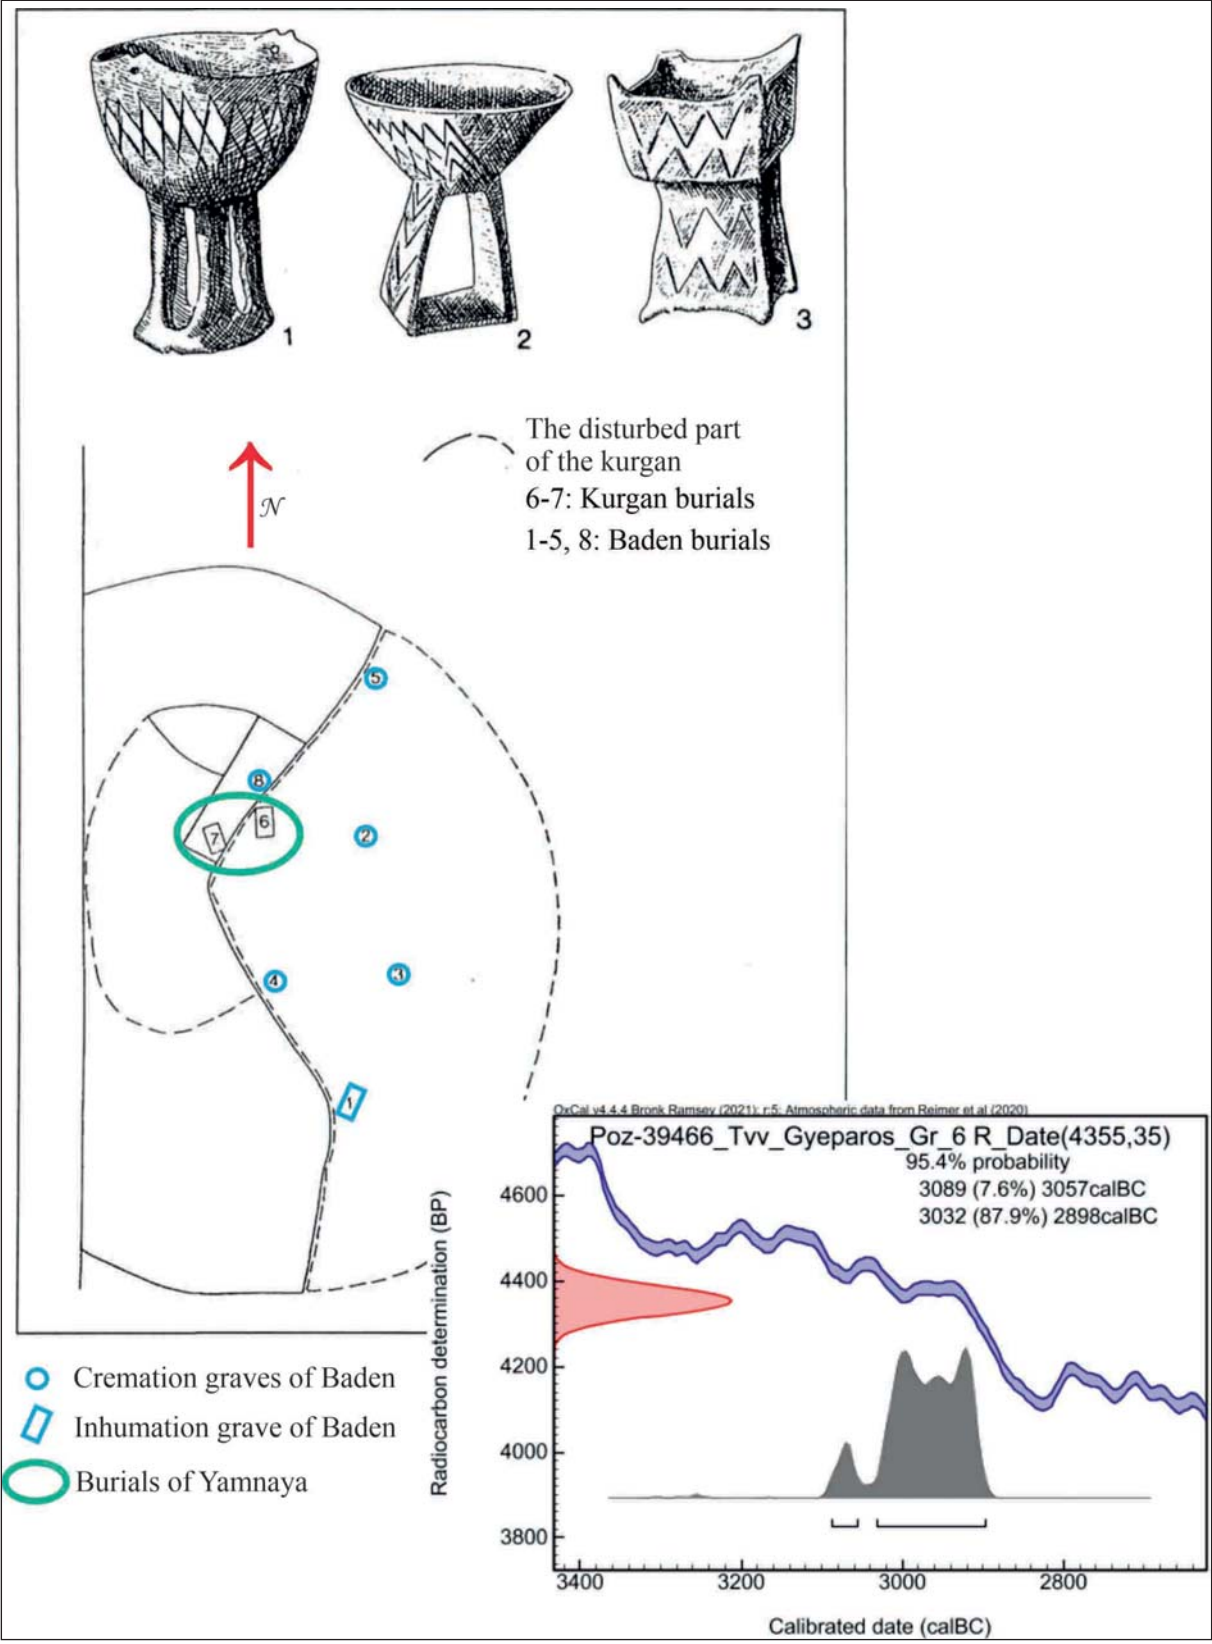 1
2
3
The disturbed part
of the kurgan
6-7: Kurgan burials
1-5, 8: Baden burials
N
5
8
6
7
2
4
3
1
OxCal v4.4.4 Bronk Ramsey (2021); r:5; Atmospheric data from Reimer et al (2020)
Poz-39466_Tvv_Gyeparos_Gr_6 R_Date(4355,35)
95.4% probability
3089 (7.6%) 3057calBC
3032 (87.9%) 2898calBC
Radiocarbon determination (BP)
4600
4400
4200
4000
3800
3400
3200
3000
2800
Calibrated date (calBC)
Cremation graves of Baden
Inhumation grave of Baden
Burials of Yamnaya